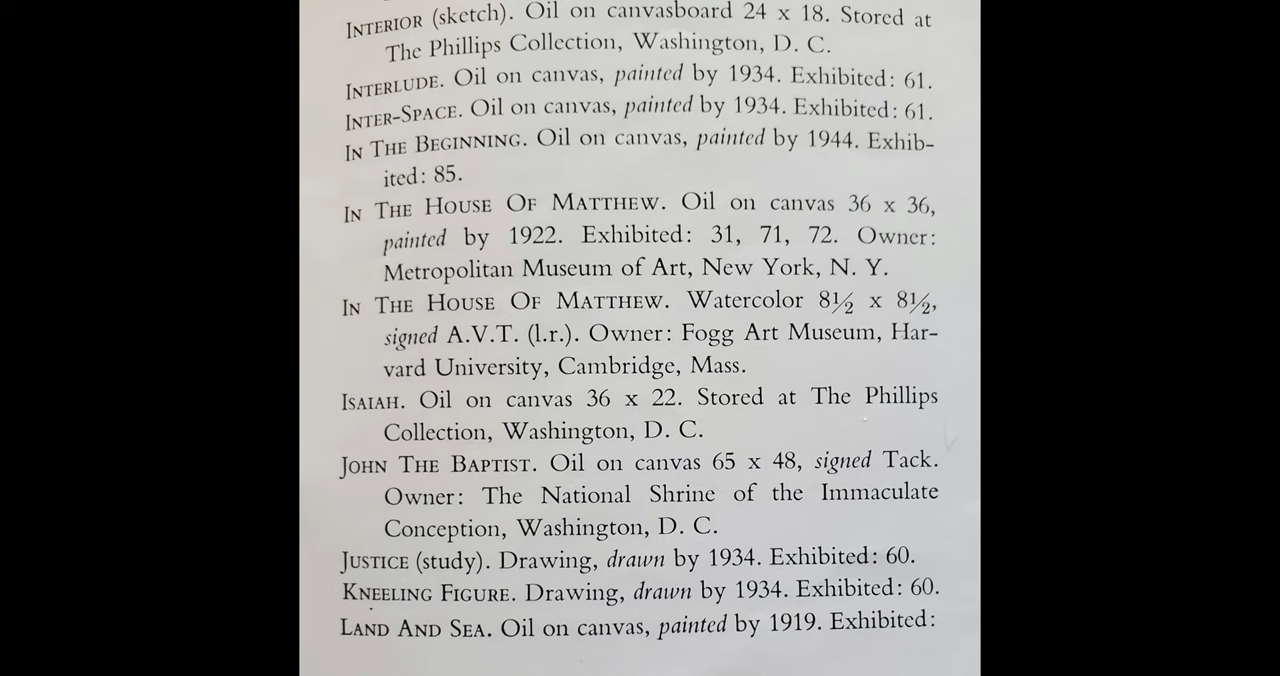 INTERIOR (sketch). Oil on canvasboard 24 x 18. Stored at
The Phillips Collection, Washington, D. C.
INTERLUDE. Oil on canvas, painted by 1934. Exhibited: 61.
INTER-SPACE. Oil on canvas, painted by 1934. Exhibited: 61.
IN THE BEGINNING. Oil on canvas, painted by 1944. Exhib-
ited: 85.
IN THE HOUSE OF MATTHEW. Oil on canvas 36 x 36,
painted by 1922. Exhibited: 31, 71, 72. Owner:
Metropolitan Museum of Art, New York, N. Y.
IN THE HOUSE OF MATTHEW. Watercolor 8½ x 8½,
signed A.V.T. (l.r.). Owner: Fogg Art Museum, Har-
vard University, Cambridge, Mass.
ISAIAH. Oil on canvas 36 x 22. Stored at The Phillips
Collection, Washington, D. C.
JOHN THE BAPTIST. Oil on canvas 65 x 48, signed Tack.
Owner: The National Shrine of the Immaculate
Conception, Washington, D. C.
JUSTICE (study). Drawing, drawn by 1934. Exhibited: 60.
KNEELING FIGURE. Drawing, drawn by 1934. Exhibited: 60.
LAND AND SEA. Oil on canvas, painted by 1919. Exhibited: